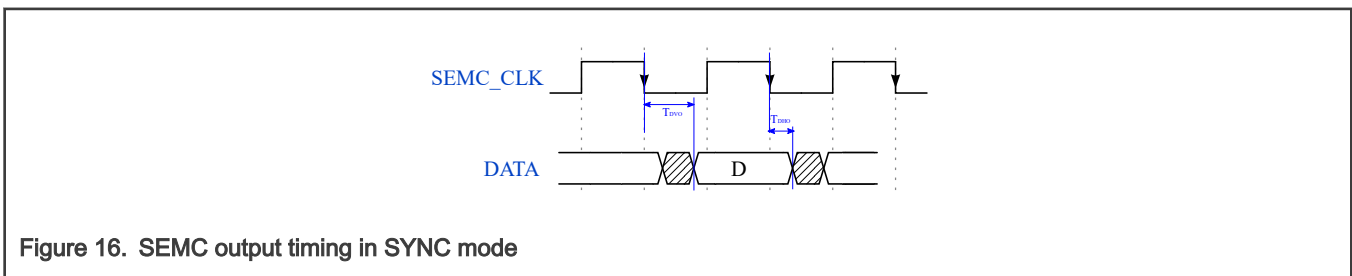 SEMC_CLK
TDVO
TDHO
DATA
D
Figure 16. SEMC output timing in SYNC mode